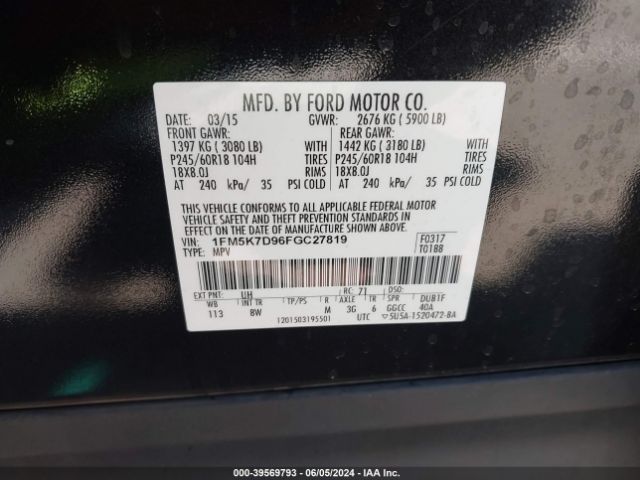 MFD. BY FORD MOTOR CO.
DATE: 03/15 GVWR: 2676 KG ( 5900 LB)
FRONT GAWR: REAR GAWR:
1397 KG ( 3080 LB) 1442 KG ( 3180 LB)
P245/60R18 104H TIRES P245/60R18 104H TIRES
18X8.0J RIMS 18X8.0J RIMS
AT 240 kPa/ 35 PSI COLD AT 240 kPa/ 35 PSI COLD
THIS VEHICLE CONFORMS TO ALL APPLICABLE FEDERAL MOTOR
VEHICLE SAFETY AND THEFT PREVENTION STANDARDS IN EFFECT
ON THE DATE OF MANUFACTURE SHOWN ABOVE.
VIN: 1FM5K7D96FGC27819 F0317
TYPE: MPV T0188
EXT PNT: UH RC: 71 DSO:
WB INT TR TP/PS R AXLE TR SPR DUB1F
113 8W M 3G 6 GGCC 40A
1201503195501 UTC ▽5U5A-1520472-BA
000-39569793 - 06/05/2024 - IAA Inc.